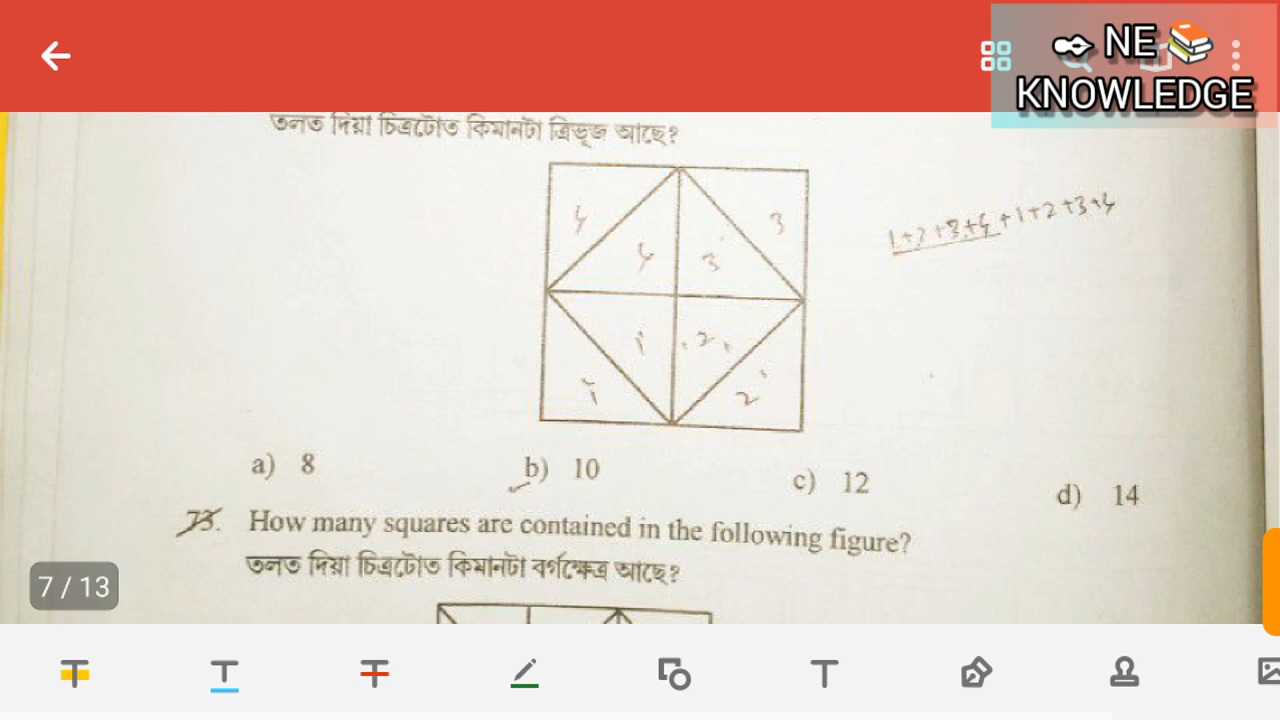 NE
KNOWLEDGE
তলত দিয়া চিত্ৰটোত কিমানটা ত্ৰিভূজ আছে?
4 3
1+2+3+4+1+2+3+4
4 3
1 2
1 2
a) 8 b) 10 c) 12 d) 14
73. How many squares are contained in the following figure?
তলত দিয়া চিত্ৰটোত কিমানটা বৰ্গক্ষেত্ৰ আছে?
7 / 13